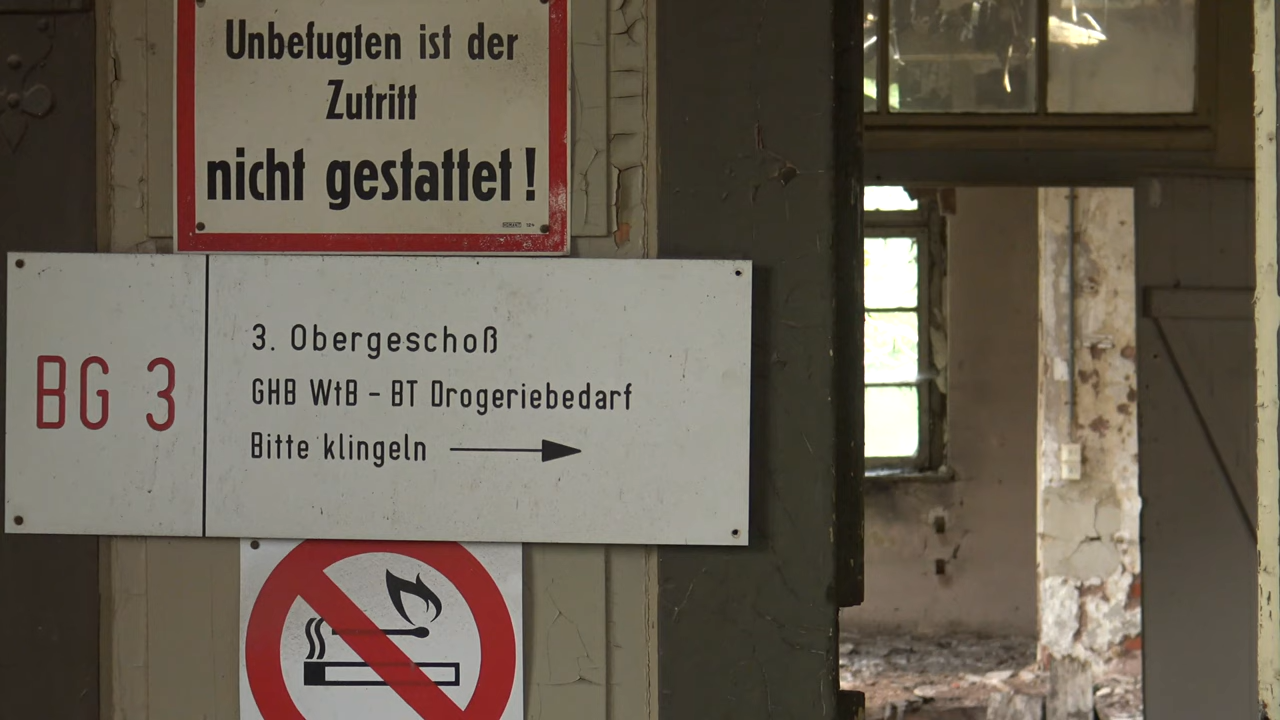 Unbefugten ist der
Zutritt
nicht gestattet!
BG 3
3. Obergeschoß
GHB WtB – BT Drogeriebedarf
Bitte klingeln